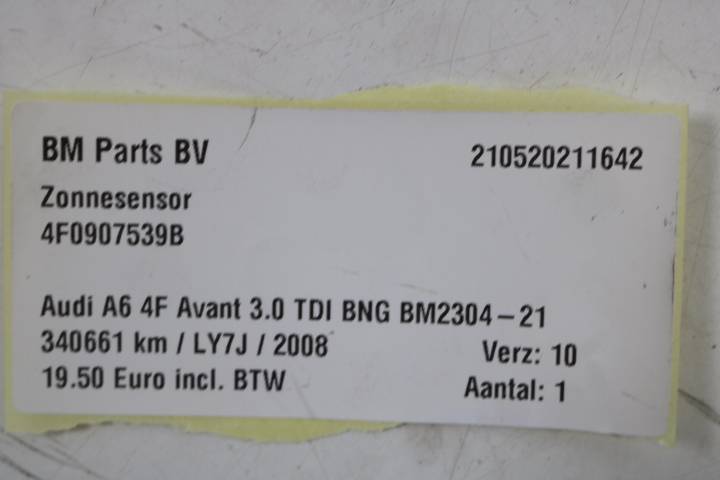 BM Parts BV 210520211642
Zonnesensor
4F0907539B
Audi A6 4F Avant 3.0 TDI BNG BM2304-21
340661 km / LY7J / 2008 Verz: 10
19.50 Euro incl. BTW Aantal: 1